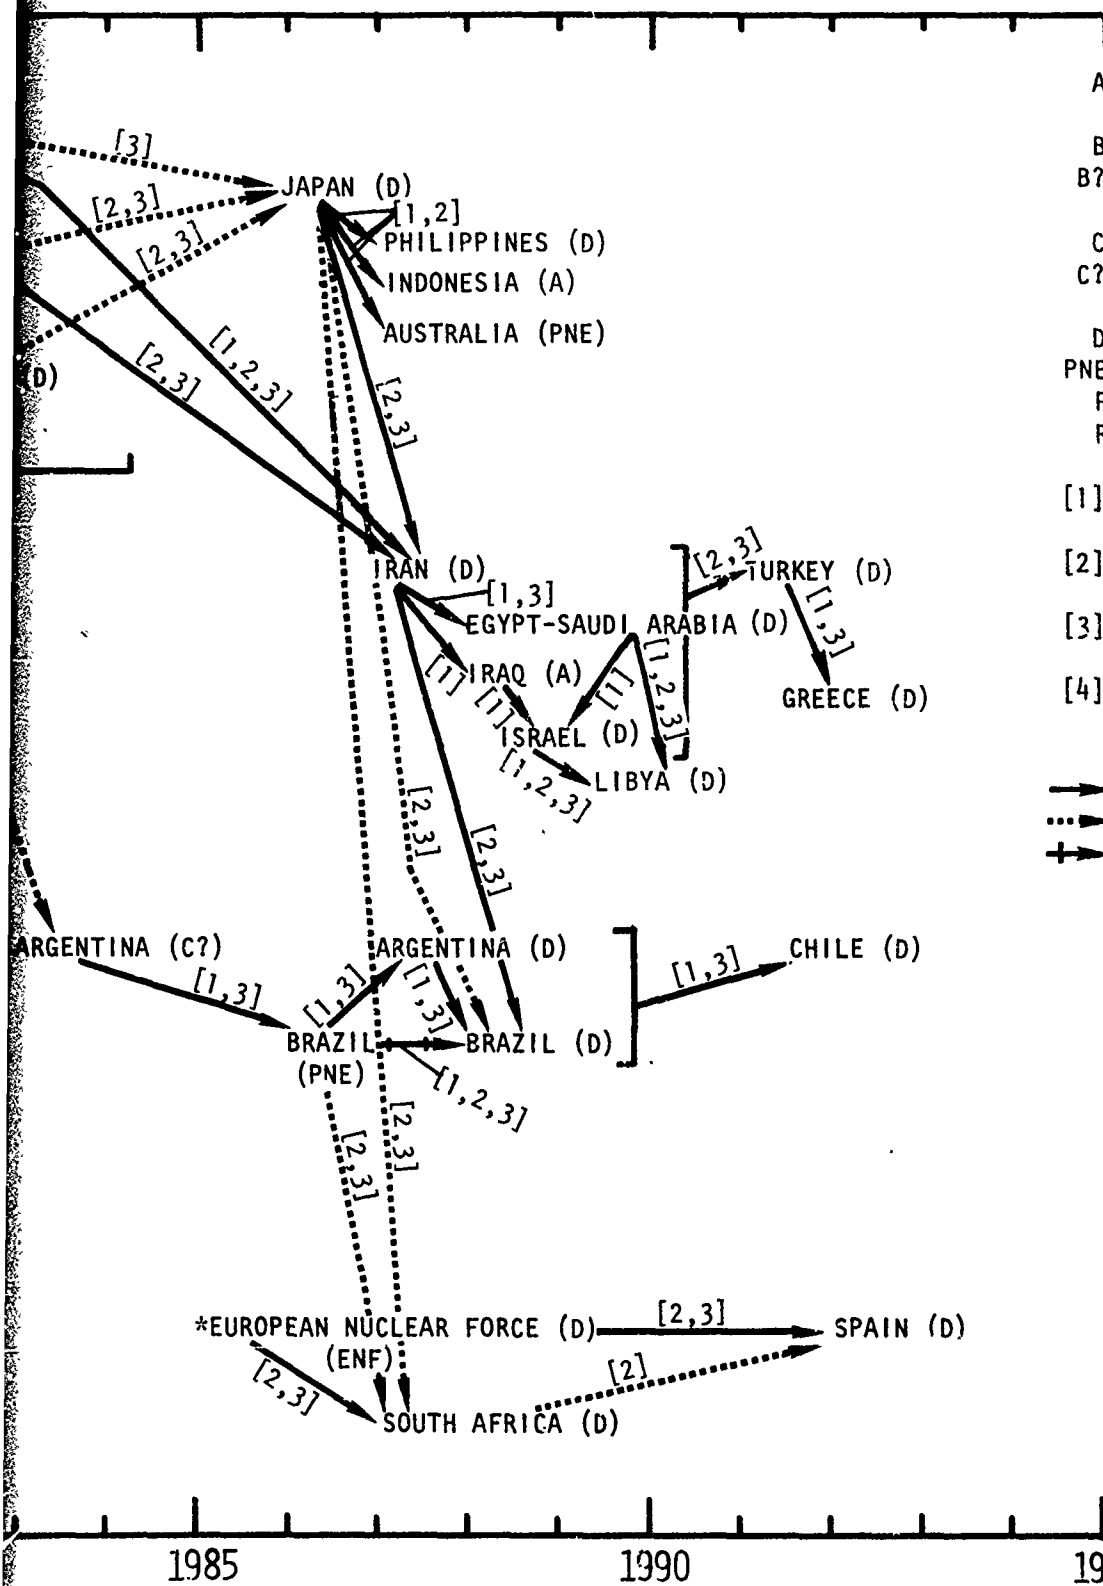 A
[3]
B
JAPAN (D)
B?
[2,3]
[1,2]
[2,3]
PHILIPPINES (D)
C
INDONESIA (A)
C?
AUSTRALIA (PNE)
D
[1,2,3]
[2,3]
(D)
PNE
[2,3]
[1]
[2,3]
[2]
IRAN (D)
TURKEY (D)
[1,3]
[1,3]
EGYPT-SAUDI ARABIA (D)
[3]
[1]
IRAQ (A)
[1]
[1,2,3]
[4]
[1]
GREECE (D)
ISRAEL (D)
[1,2,3]
LIBYA (D)
[2,3]
[2,3]
ARGENTINA (C?)
ARGENTINA (D)
CHILE (D)
[1,3]
[1,3]
[1,3]
[1,3]
BRAZIL
(PNE)
BRAZIL (D)
[1,2,3]
[2,3]
[2,3]
*EUROPEAN NUCLEAR FORCE (D)
(ENF)
[2,3]
SPAIN (D)
[2,3]
[2]
SOUTH AFRICA (D)
1985
1990
19